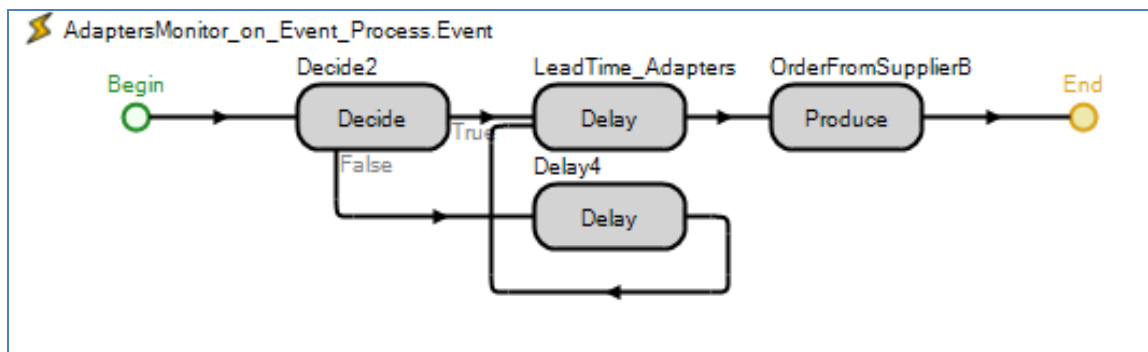 AdaptersMonitor_on_Event_Process.Event
Begin
Decide2
LeadTime_Adapters
OrderFromSupplierB
End
Decide
True
Delay
Produce
False
Delay4
Delay